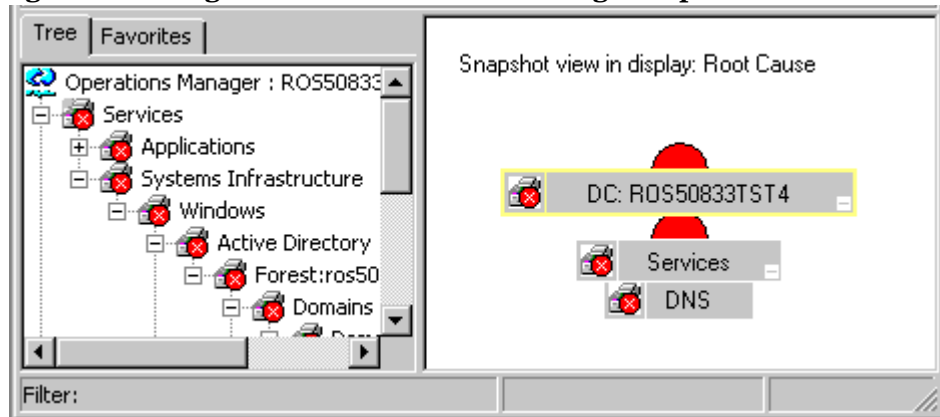 Tree
Favorites
Operations Manager : ROS50833
Services
Applications
Systems Infrastructure
Windows
Active Directory
Forest:ros50
Domains
Snapshot view in display: Root Cause
DC: ROS50833TST4
Services
DNS
Filter: